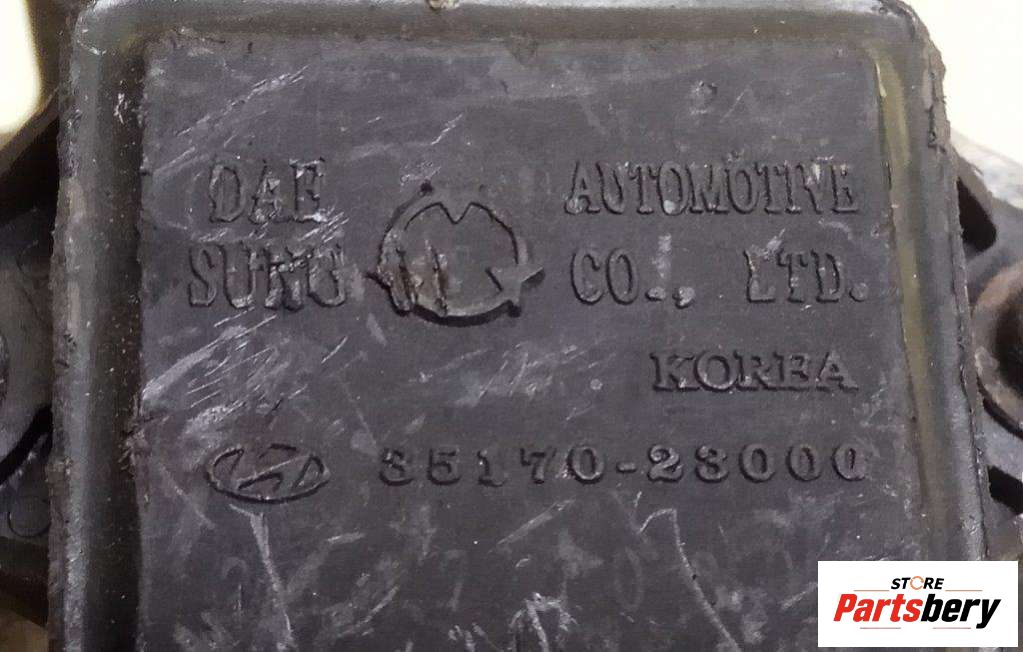 DAE
SUNG
AUTOMOTIVE
CO., LTD.
KOREA
35170-23000
STORE
Partsbery